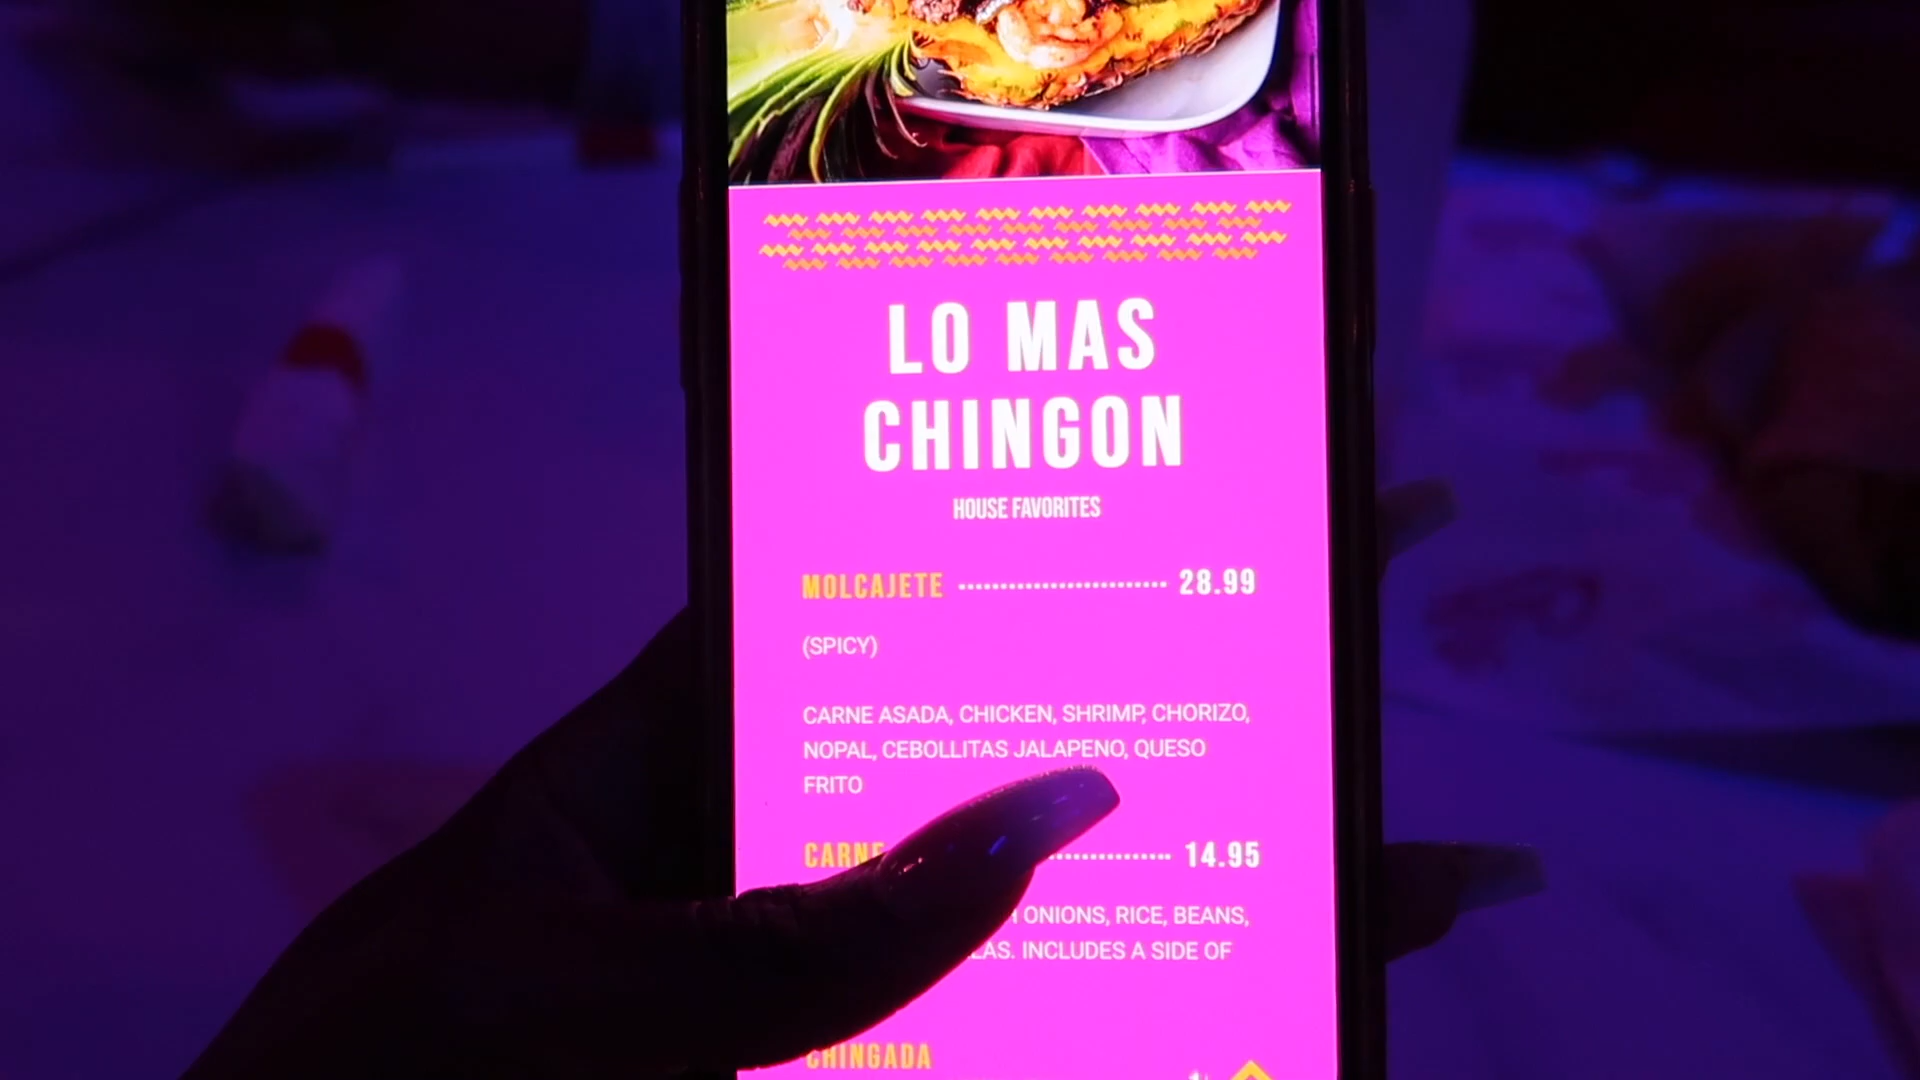 LO MAS
CHINGON
HOUSE FAVORITES
MOLCAJETE 28.99
(SPICY)
CARNE ASADA, CHICKEN, SHRIMP, CHORIZO,
NOPAL, CEBOLLITAS JALAPENO, QUESO
FRITO
CARNE 14.95
ONIONS, RICE, BEANS,
INCLUDES A SIDE OF
CHINGADA